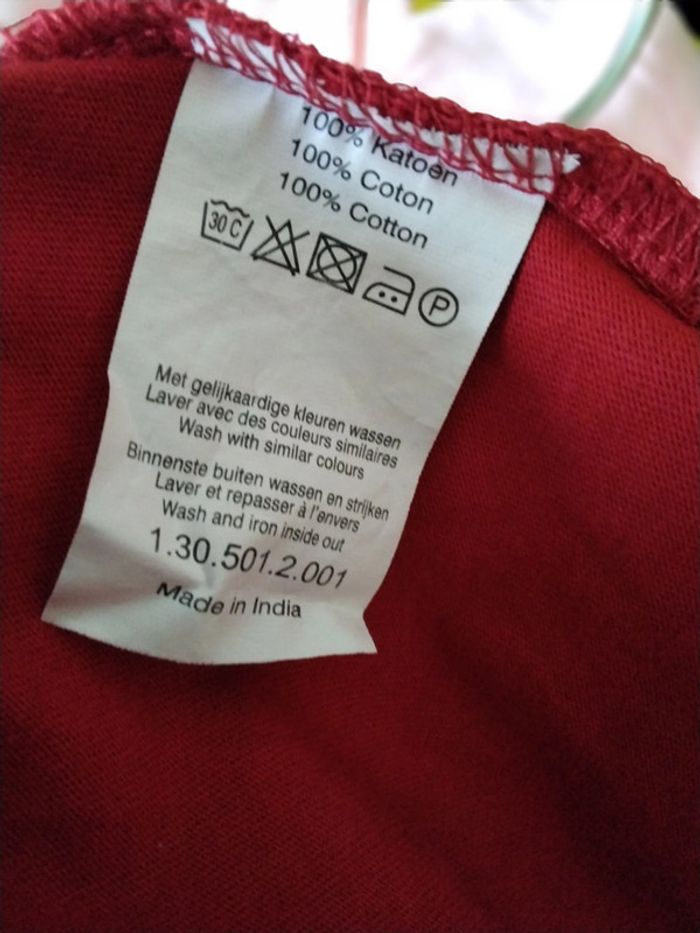 100% Katoen
100% Coton
100% Cotton
30 C
P
Met gelijkaardige kleuren wassen
Laver avec des couleurs similaires
Wash with similar colours
Binnenste buiten wassen en strijken
Laver et repasser à l'envers
Wash and iron inside out
1.30.501.2.001
Made in India